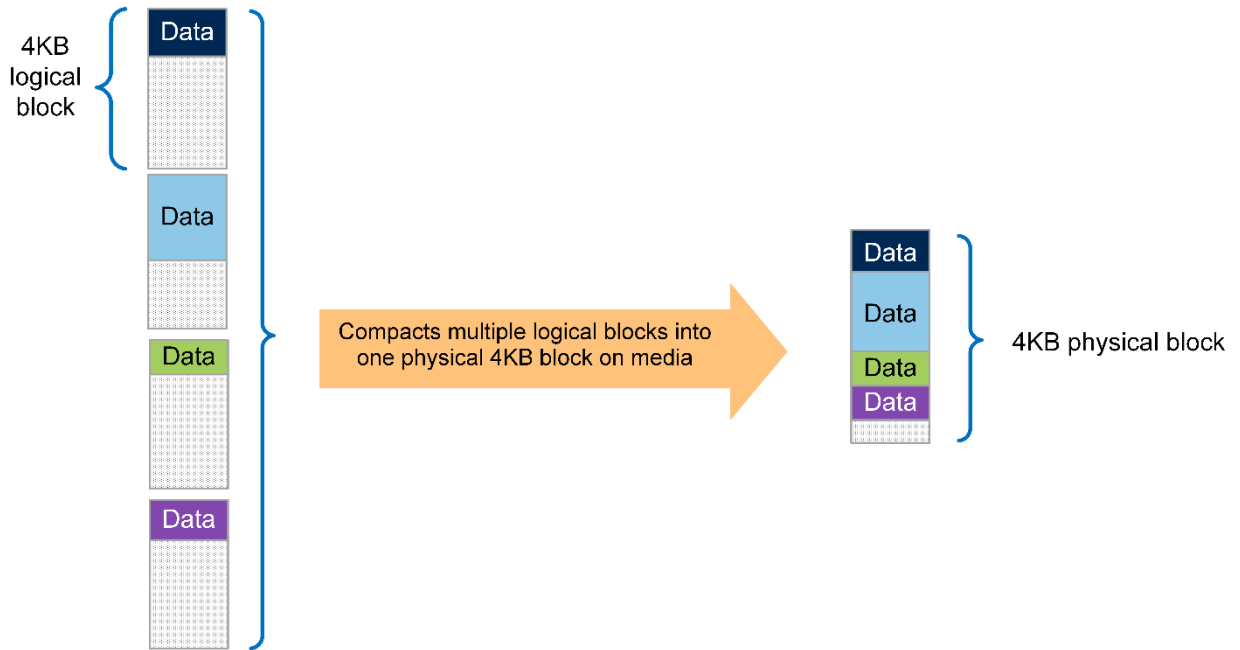 4KB
logical
block
Data
Data
Data
Data
Compacts multiple logical blocks into
one physical 4KB block on media
Data
Data
Data
Data
4KB physical block